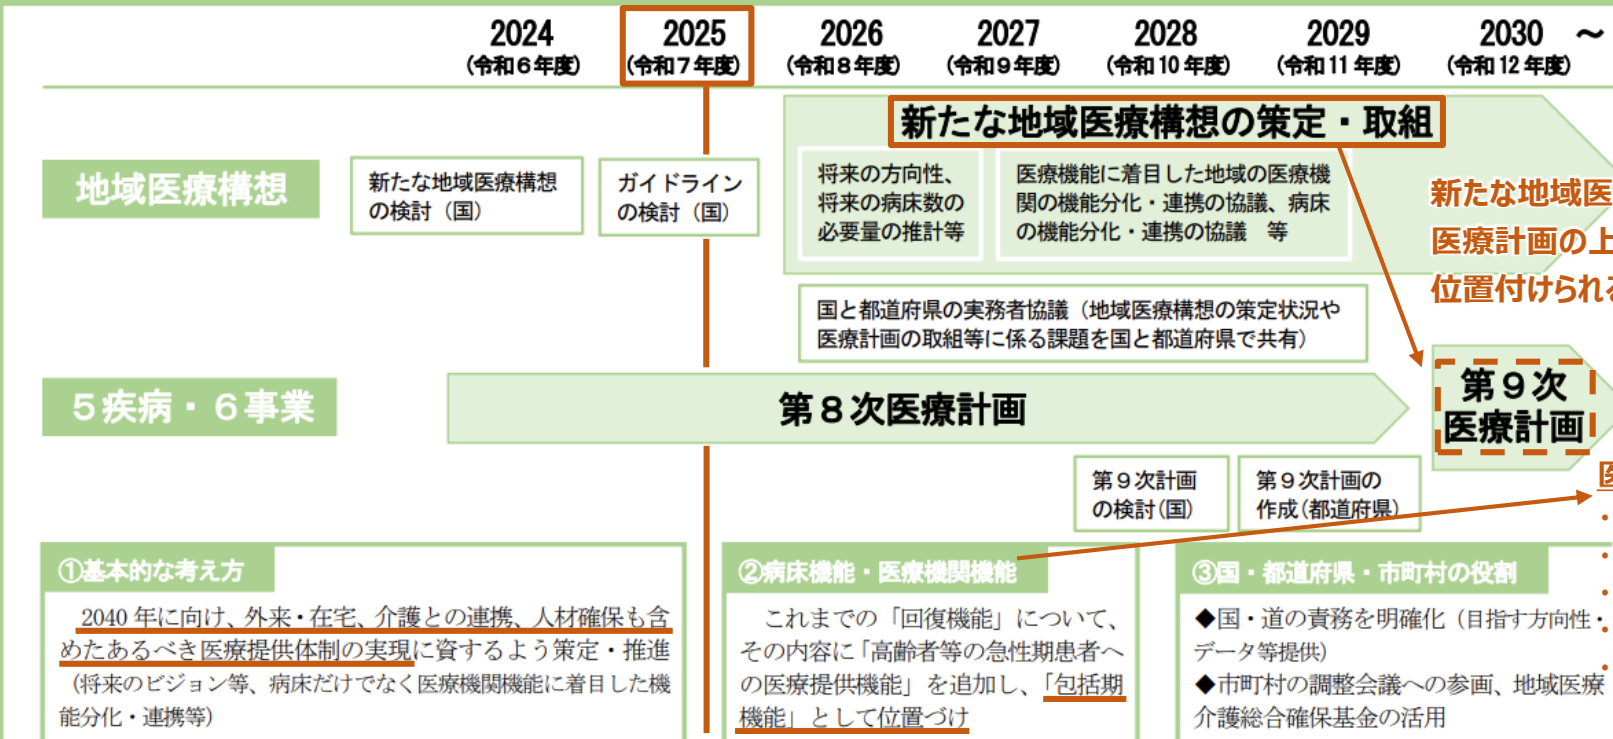 2024 2025 2026 2027 2028 2029 2030 ～
(令和６年度) (令和７年度) (令和８年度) (令和９年度) (令和10年度) (令和11年度) (令和12年度)
新たな地域医療構想の策定・取組
地域医療構想
新たな地域医療構想
の検討（国）
ガイドライン
の検討（国）
将来の方向性、
将来の病床数の
必要量の推計等
医療機能に着目した地域の医療機
関の機能分化・連携の協議、病床
の機能分化・連携の協議　等
新たな地域医
医療計画の上
位置付けられる
国と都道府県の実務者協議（地域医療構想の策定状況や
医療計画の取組等に係る課題を国と都道府県で共有）
５疾病・６事業
第８次医療計画
第９次
医療計画
第９次計画
の検討(国)
第９次計画の
作成(都道府県)
①基本的な考え方
2040年に向け、外来・在宅、介護との連携、人材確保も含
めたあるべき医療提供体制の実現に資するよう策定・推進
（将来のビジョン等、病床だけでなく医療機関機能に着目した機
能分化・連携等）
②病床機能・医療機関機能
これまでの「回復機能」について、
その内容に「高齢者等の急性期患者へ
の医療提供機能」を追加し、「包括期
機能」として位置づけ
③国・都道府県・市町村の役割
◆国・道の責務を明確化（目指す方向性・
データ等提供）
◆市町村の調整会議への参画、地域医療
介護総合確保基金の活用